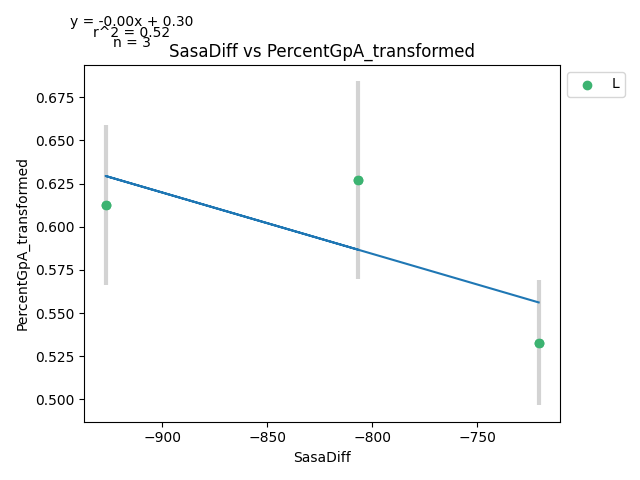 y = -0.00x + 0.30
r^2 = 0.52
n = 3
SasaDiff vs PercentGpA_transformed
L
0.675
0.650
0.625
0.600
0.575
0.550
0.525
0.500
PercentGpA_transformed
−900
−850
−800
−750
SasaDiff